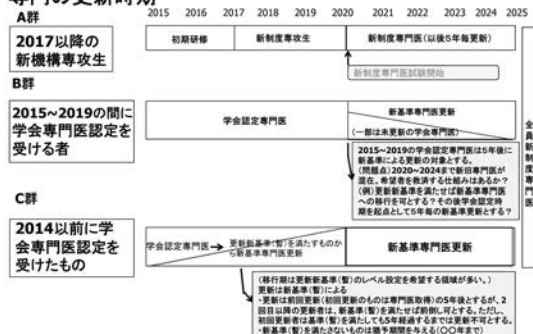 専門の更新時期
2015 2016 2017 2018 2019 2020 2021 2022 2023 2024 2025
A群
2017以降の
新機構専攻生
初期研修
新制度専攻生
新制度専門医(以後5年毎更新)
新制度専門医試験開始
B群
2015~2019の間に
学会専門医認定を
受ける者
学会認定専門医
新基準専門医更新
(一部は未更新の学会専門医)
2015~2019の学会認定専門医は5年後に
新基準による更新の対象とする。
(問題点)2020~2024まで新旧専門医が
混在。希望者を救済する仕組みはあるか?
(例)更新新基準を満たせば新基準専門医
への移行を可とする?その後学会認定時
期を起点として5年毎の新基準更新とする?
全員新制度専門医
C群
2014以前に学
会専門医認定を
受けたもの
学会認定専門医
更新新基準(暫)を満たすものか
ら新基準専門医更新
新基準専門医更新
(移行期は更新新基準(暫)のレベル設定を希望する領域が多い。)
更新は新基準(暫)による
・更新は前回更新(初回更新のものは専門医取得)の5年後とするが、2
回目以降の更新者は、新基準(暫)を満たせば前倒し可とする。ただし、
初回更新者は基準(暫)を満たしても5年経過するまでは更新不可とする。
・新基準(暫)を満たさないものは猶予期間を与える(〇〇年まで)